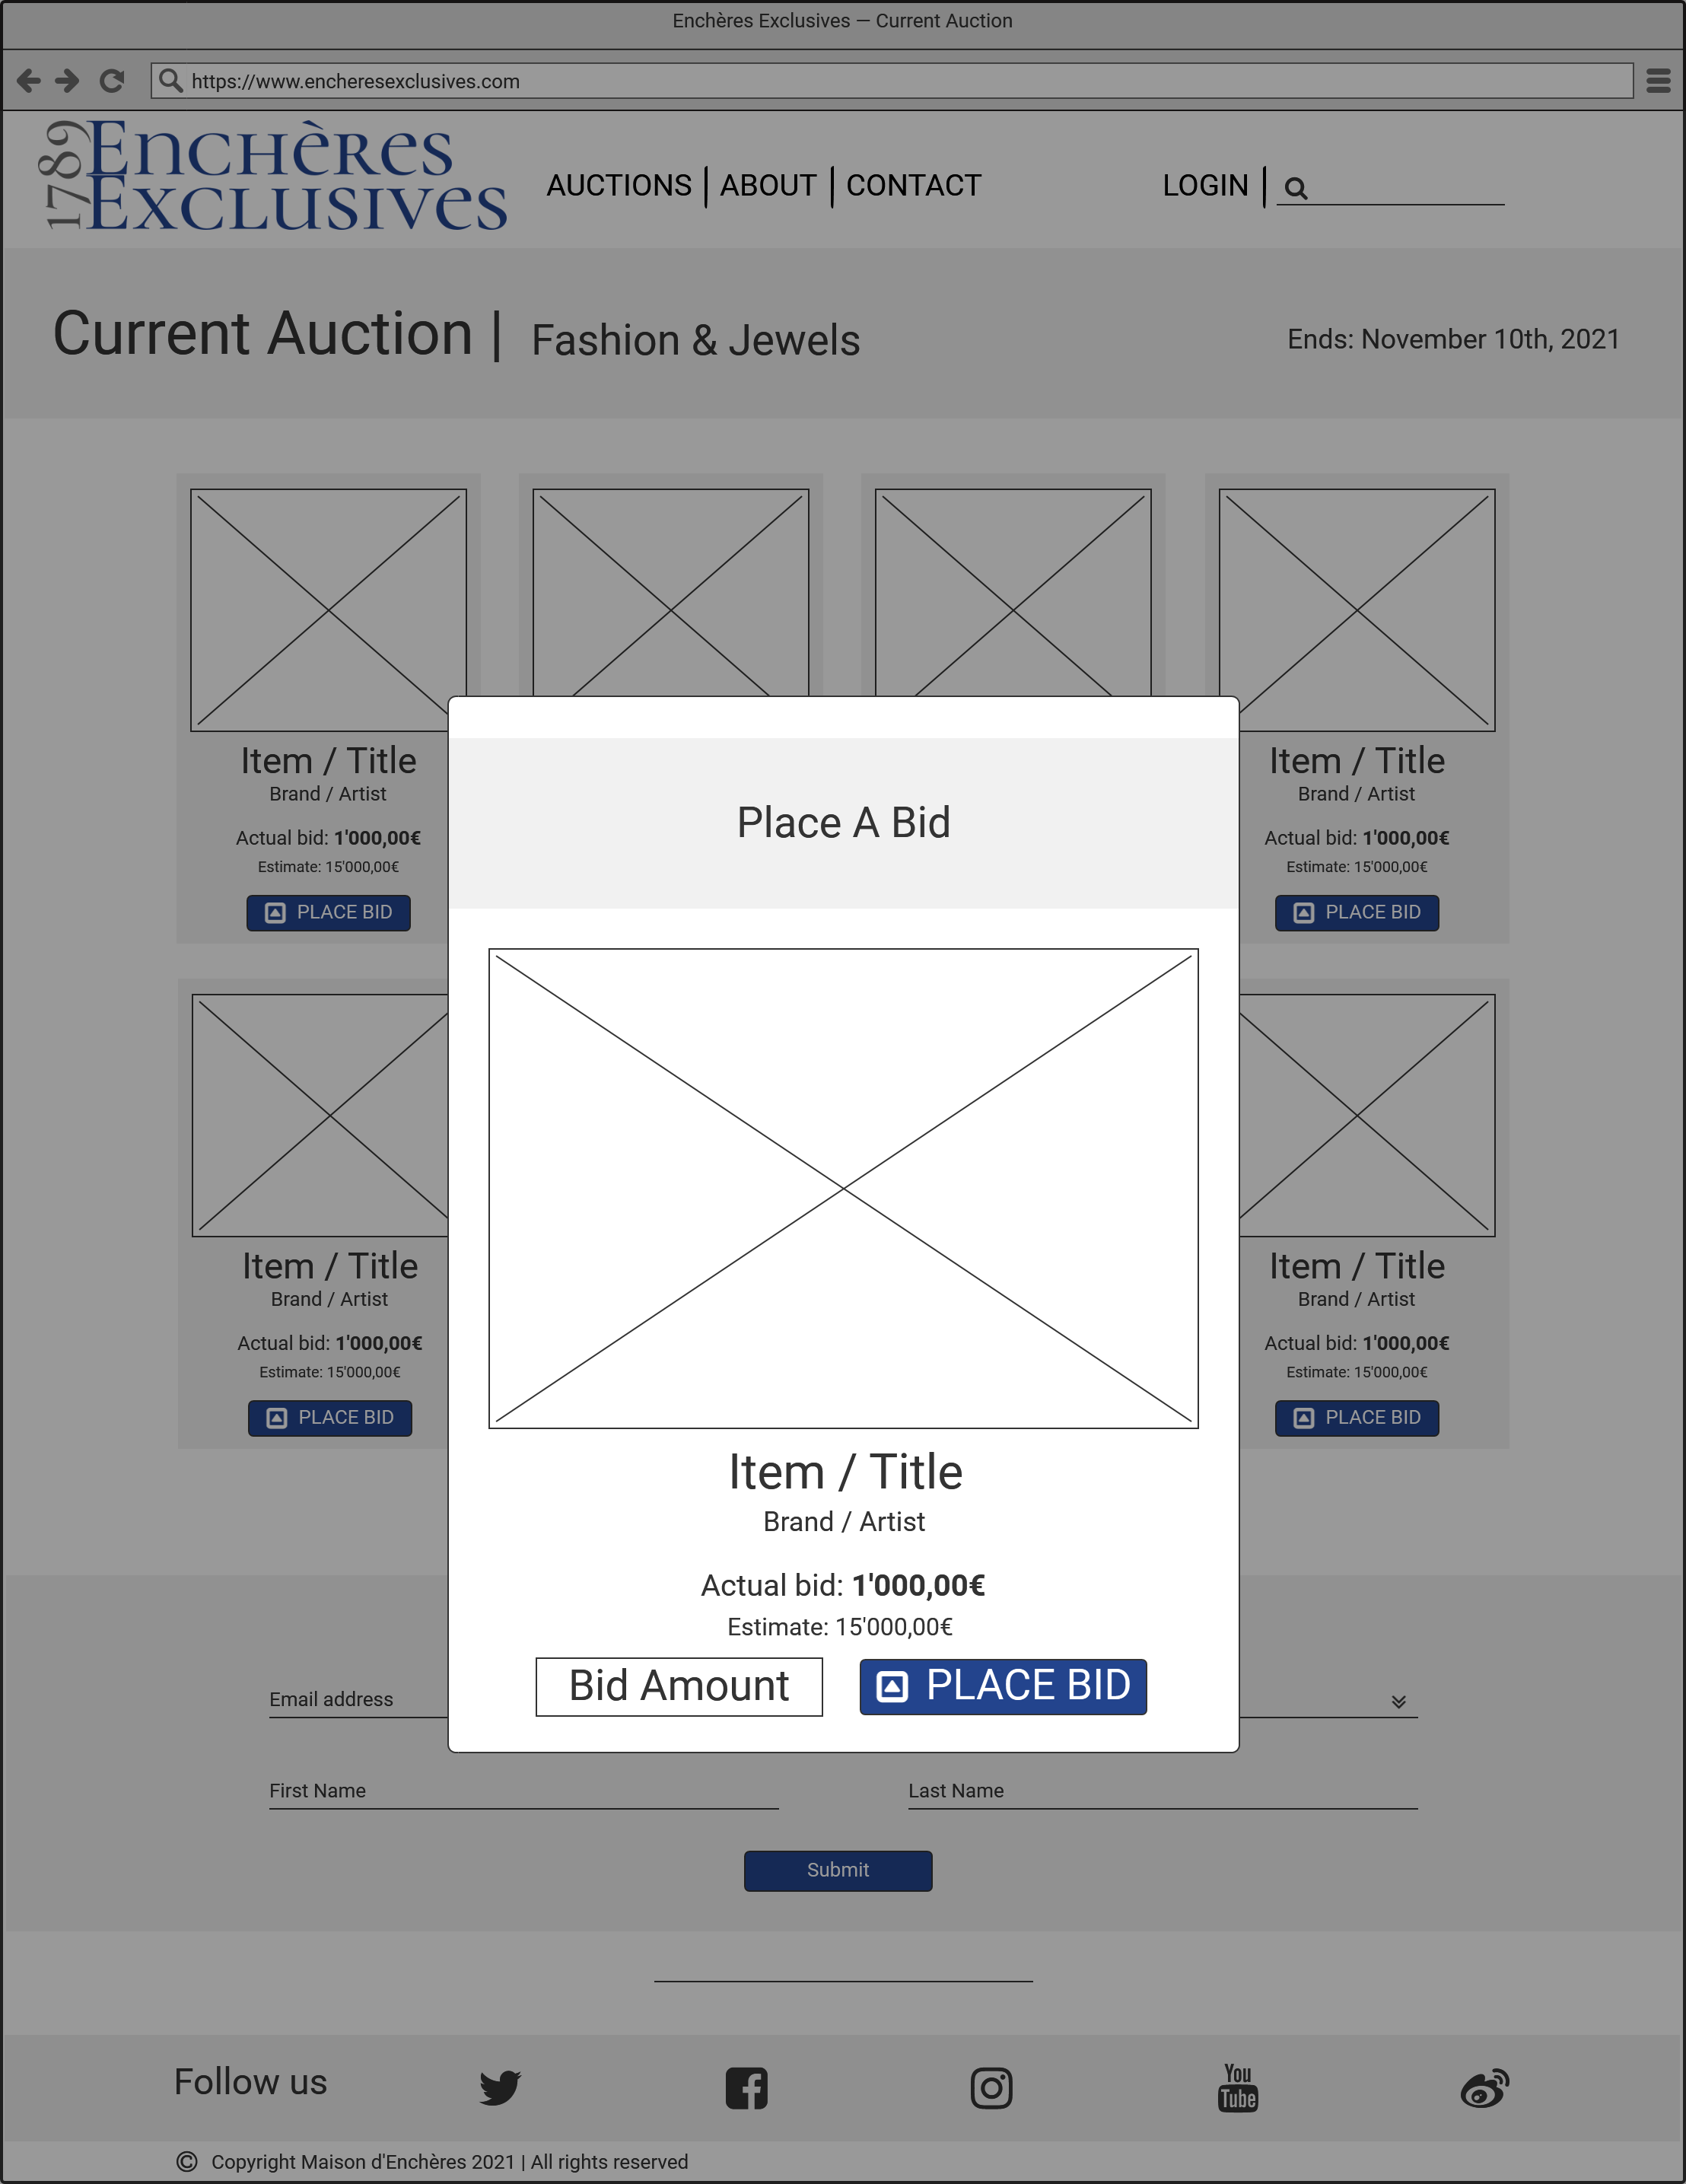 Enchères Exclusives — Current Auction
https://www.encheresexclusives.com
1789 Enchères
Exclusives
AUCTIONS | ABOUT | CONTACT
LOGIN |
Current Auction | Fashion & Jewels
Ends: November 10th, 2021
Item / Title
Brand / Artist
Actual bid: 1'000,00€
Estimate: 15'000,00€
PLACE BID
Item / Title
Brand / Artist
Actual bid: 1'000,00€
Estimate: 15'000,00€
PLACE BID
Item / Title
Brand / Artist
Actual bid: 1'000,00€
Estimate: 15'000,00€
PLACE BID
Item / Title
Brand / Artist
Actual bid: 1'000,00€
Estimate: 15'000,00€
PLACE BID
Place A Bid
Item / Title
Brand / Artist
Actual bid: 1'000,00€
Estimate: 15'000,00€
Bid Amount
PLACE BID
Email address
First Name
Last Name
Submit
Follow us
You
Tube
© Copyright Maison d'Enchères 2021 | All rights reserved